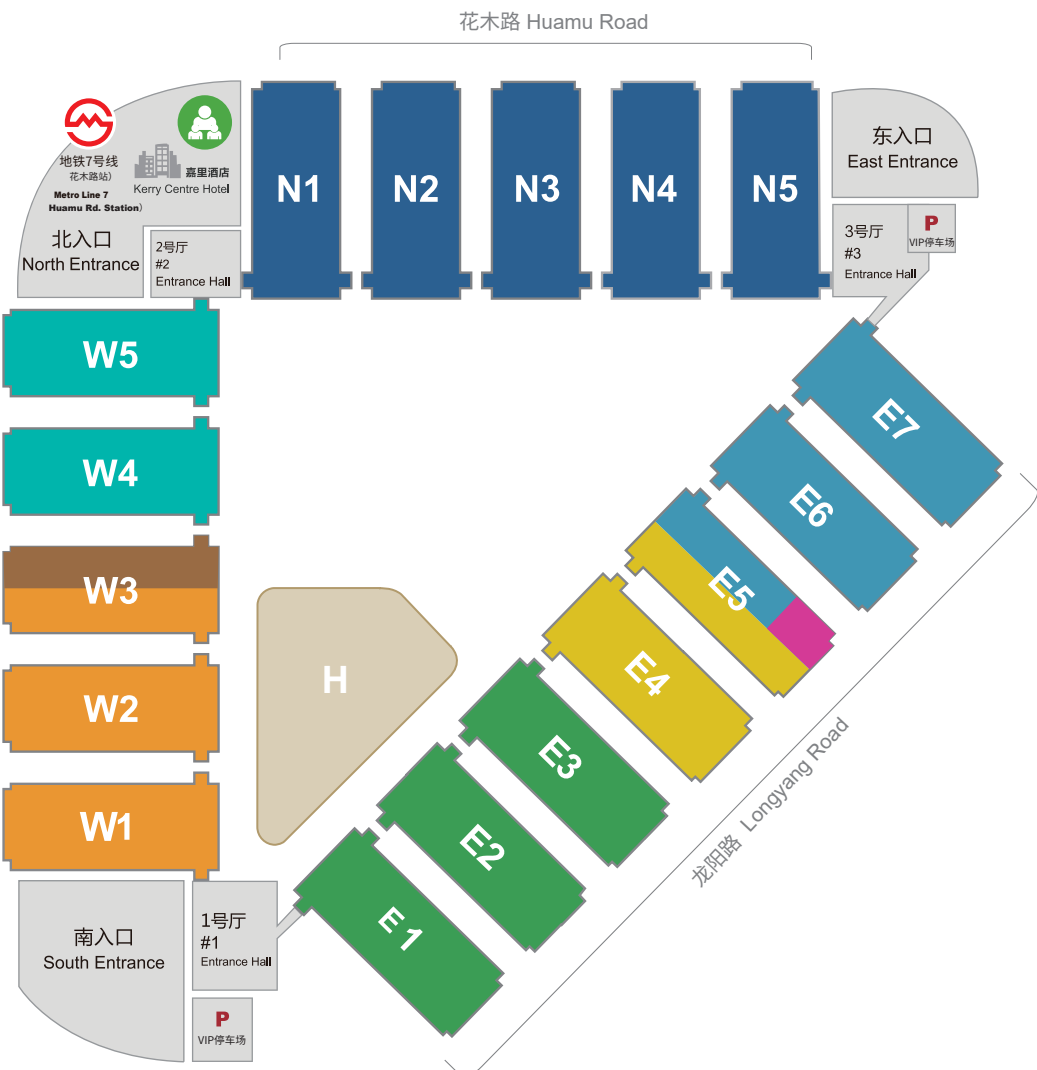 花木路 Huamu Road
地铁7号线
花木路站）
Metro Line 7
Huamu Rd. Station）
嘉里酒店
Kerry Centre Hotel
北入口
North Entrance
2号厅
#2
Entrance Hall
N1
N2
N3
N4
N5
东入口
East Entrance
3号厅
#3
Entrance Hall
P
VIP停车场
W5
W4
W3
W2
W1
H
E7
E6
E5
E4
E3
E2
E1
龙阳路 Longyang Road
南入口
South Entrance
1号厅
#1
Entrance Hall
P
VIP停车场